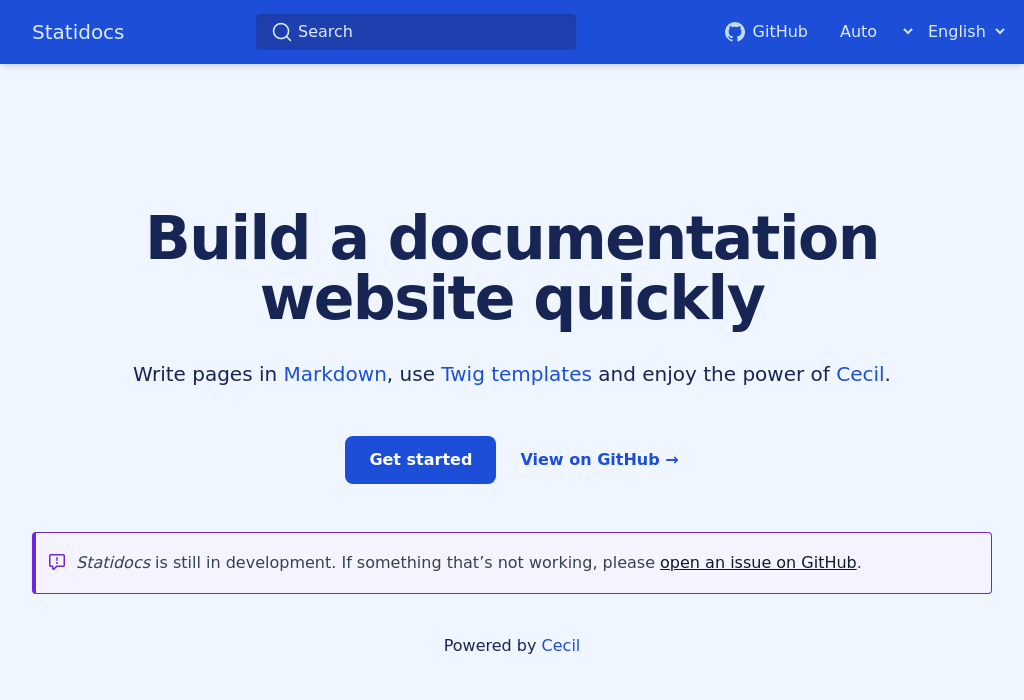 Statidocs
Search
GitHub
Auto
English
Build a documentation
website quickly
Write pages in Markdown, use Twig templates and enjoy the power of Cecil.
Get started
View on GitHub →
Statidocs is still in development. If something that’s not working, please open an issue on GitHub.
Powered by Cecil